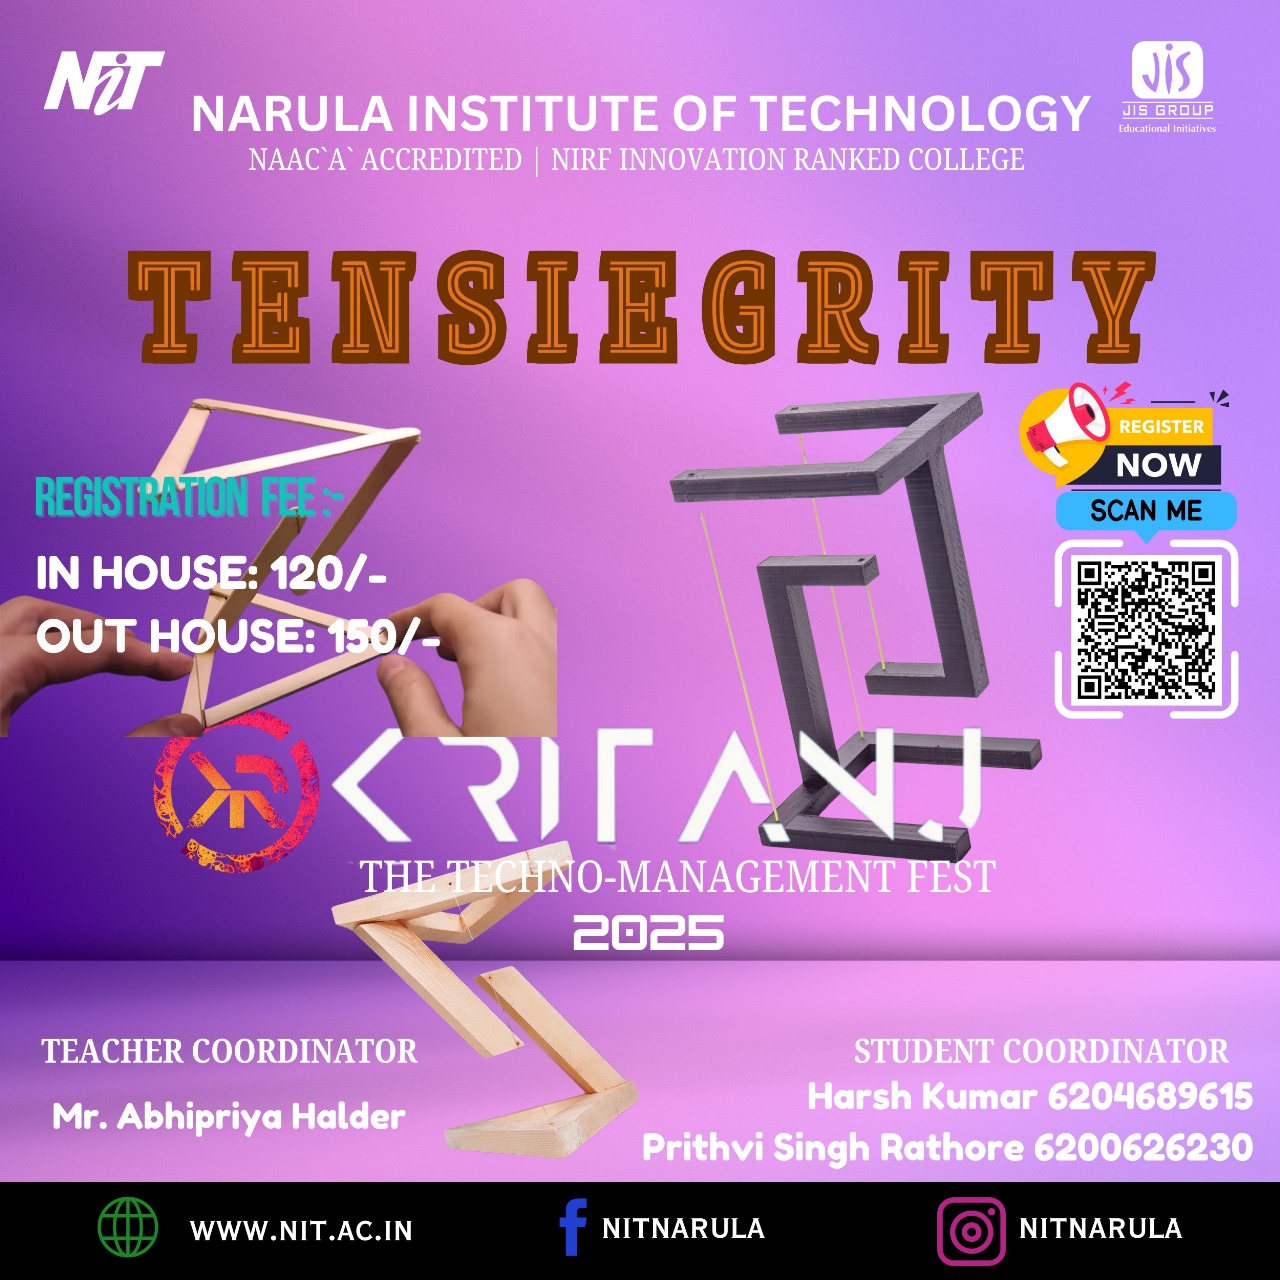 NiT
NARULA INSTITUTE OF TECHNOLOGY
JIS
JIS GROUP
Educational Initiatives
NAAC`A` ACCREDITED | NIRF INNOVATION RANKED COLLEGE
TENSIEGRITY
REGISTER
NOW
SCAN ME
REGISTRATION FEE :-
IN HOUSE: 120/-
OUT HOUSE: 150/-
KRITANJ
THE TECHNO-MANAGEMENT FEST
2025
TEACHER COORDINATOR
Mr. Abhipriya Halder
STUDENT COORDINATOR
Harsh Kumar 6204689615
Prithvi Singh Rathore 6200626230
WWW.NIT.AC.IN
NITNARULA
NITNARULA